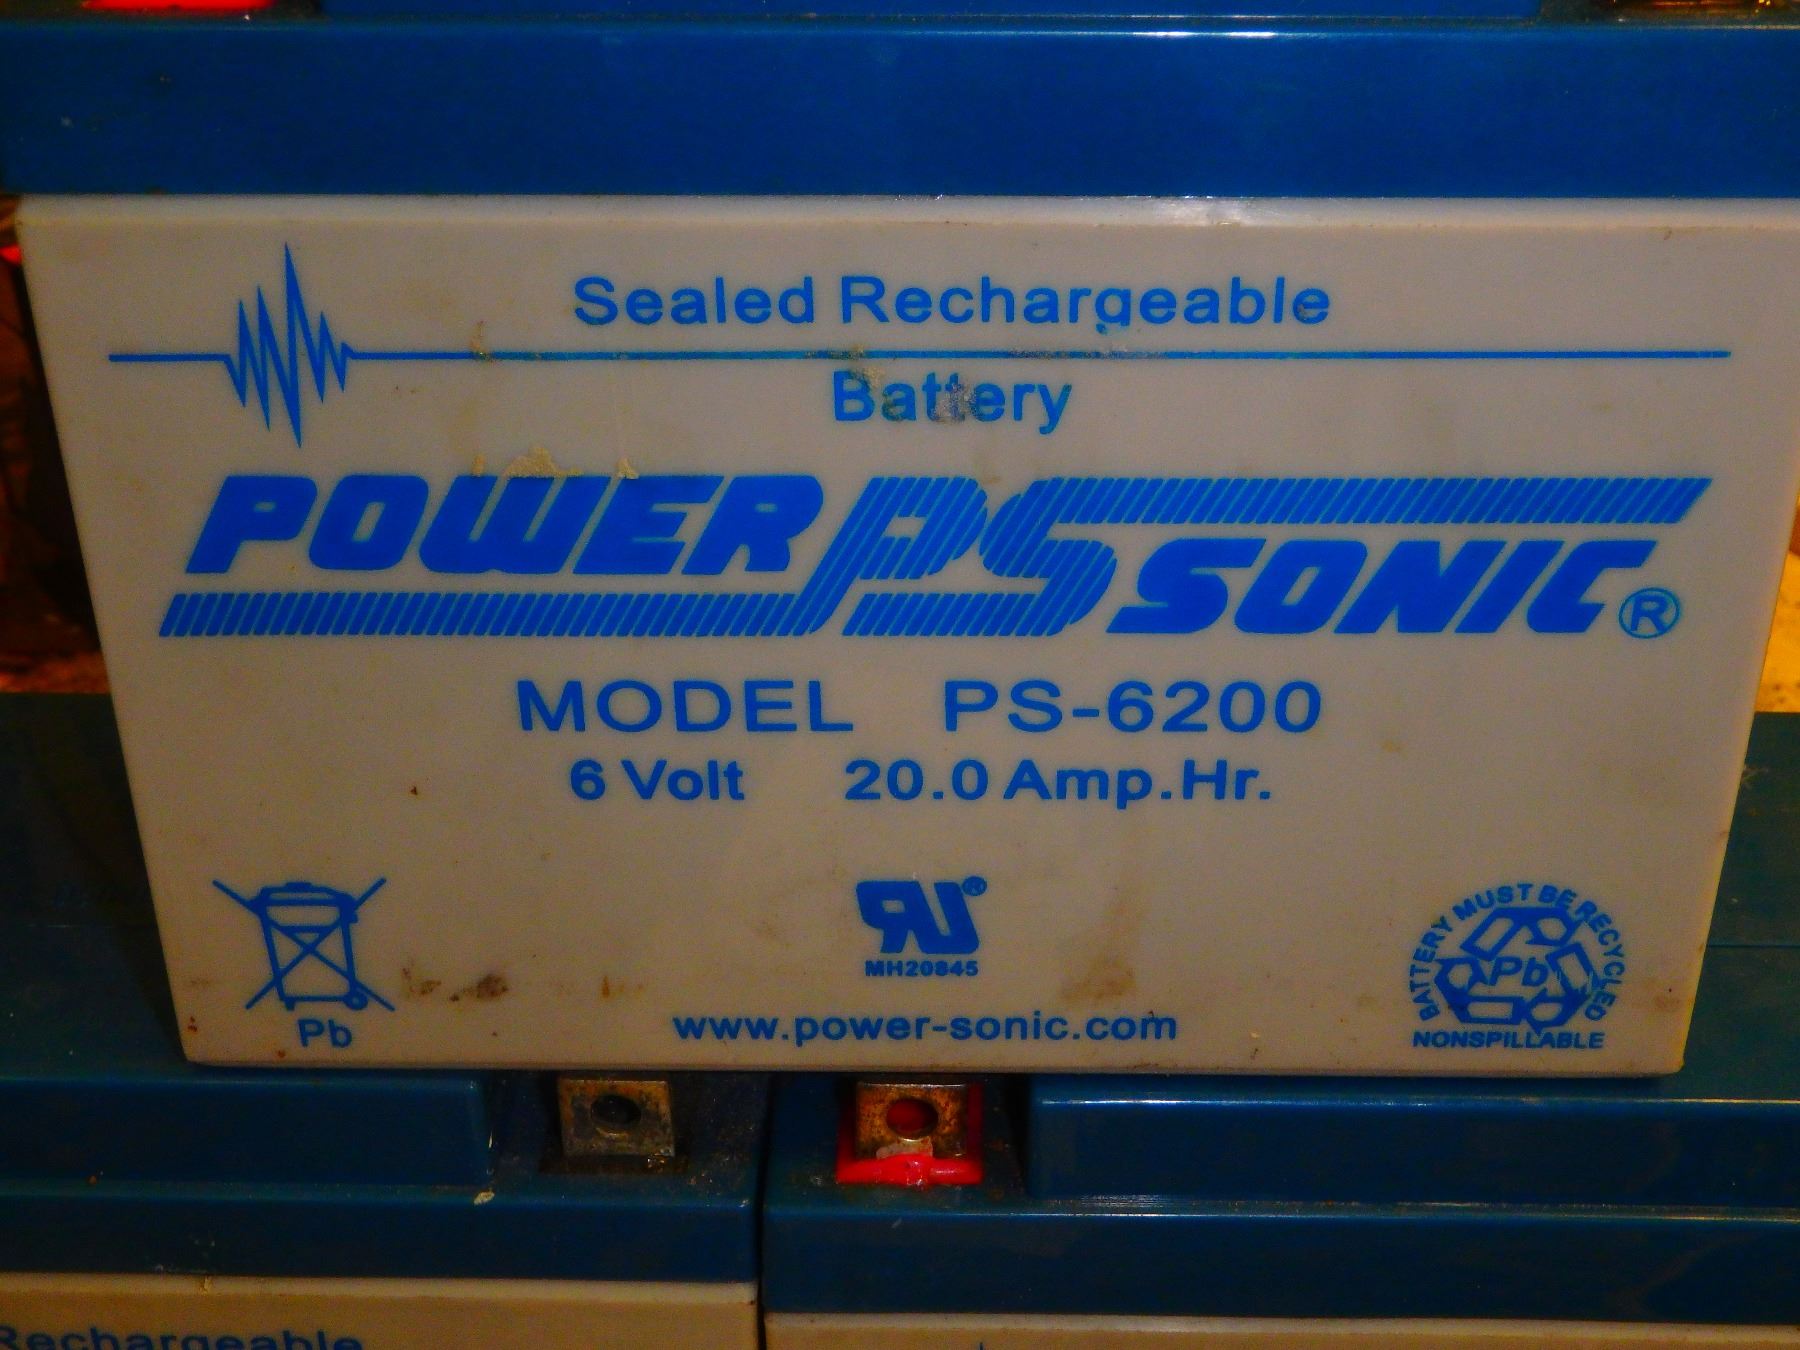 Sealed Rechargeable
Battery
POWER PS SONIC®
MODEL PS-6200
6 Volt 20.0 Amp.Hr.
Pb
RU®
MH20845
www.power-sonic.com
BATTERY MUST BE RECYCLED
Pb
NONSPILLABLE
Rechargeable